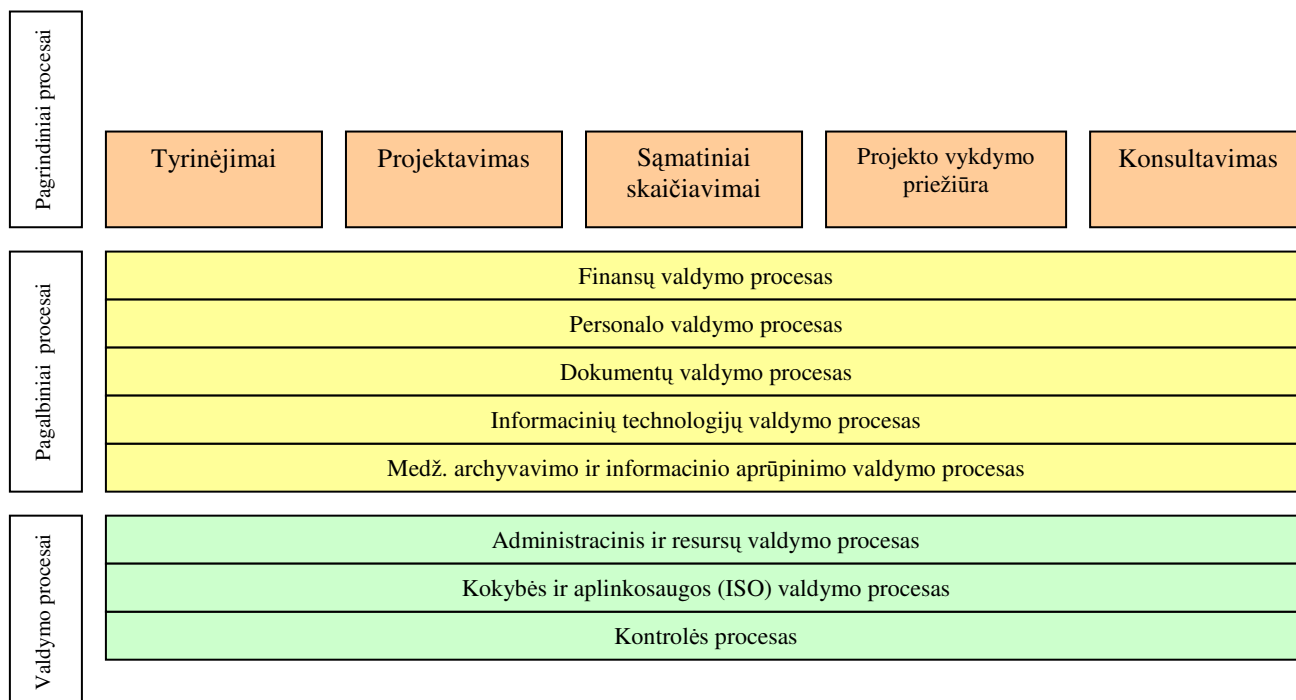 Pagrindiniai procesai
Tyrinėjimai
Projektavimas
Sąmatiniai
skaičiavimai
Projekto vykdymo
priežiūra
Konsultavimas
Pagalbiniai procesai
Finansų valdymo procesas
Personalo valdymo procesas
Dokumentų valdymo procesas
Informacinių technologijų valdymo procesas
Medž. archyvavimo ir informacinio aprūpinimo valdymo procesas
Valdymo procesai
Administracinis ir resursų valdymo procesas
Kokybės ir aplinkosaugos (ISO) valdymo procesas
Kontrolės procesas